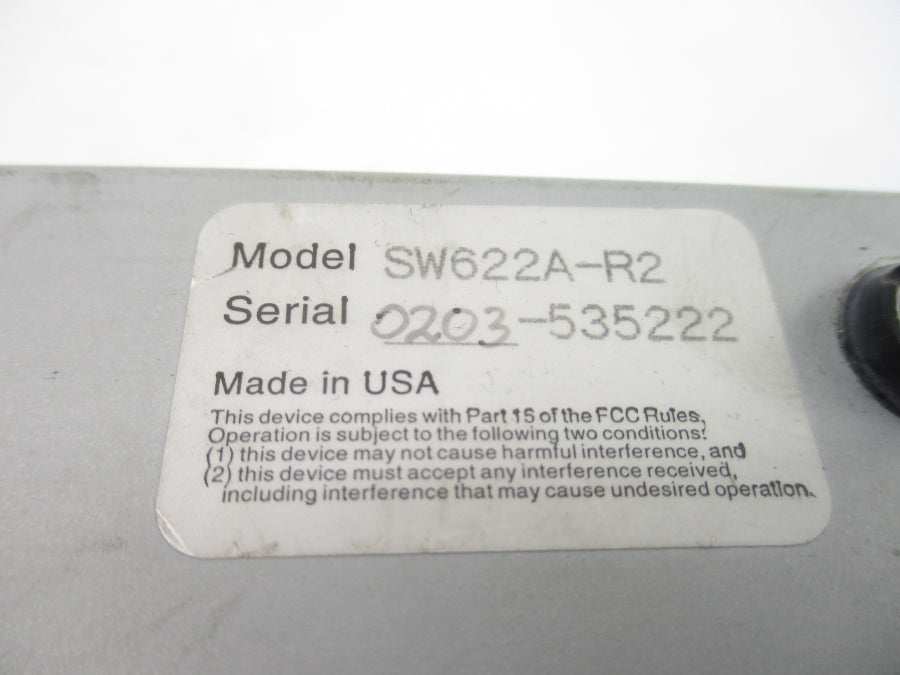 Model SW622A-R2
Serial 0203-535222
Made in USA
This device complies with Part 15 of the FCC Rules,
Operation is subject to the following two conditions:
(1) this device may not cause harmful interference, and
(2) this device must accept any interference received,
including interference that may cause undesired operation.